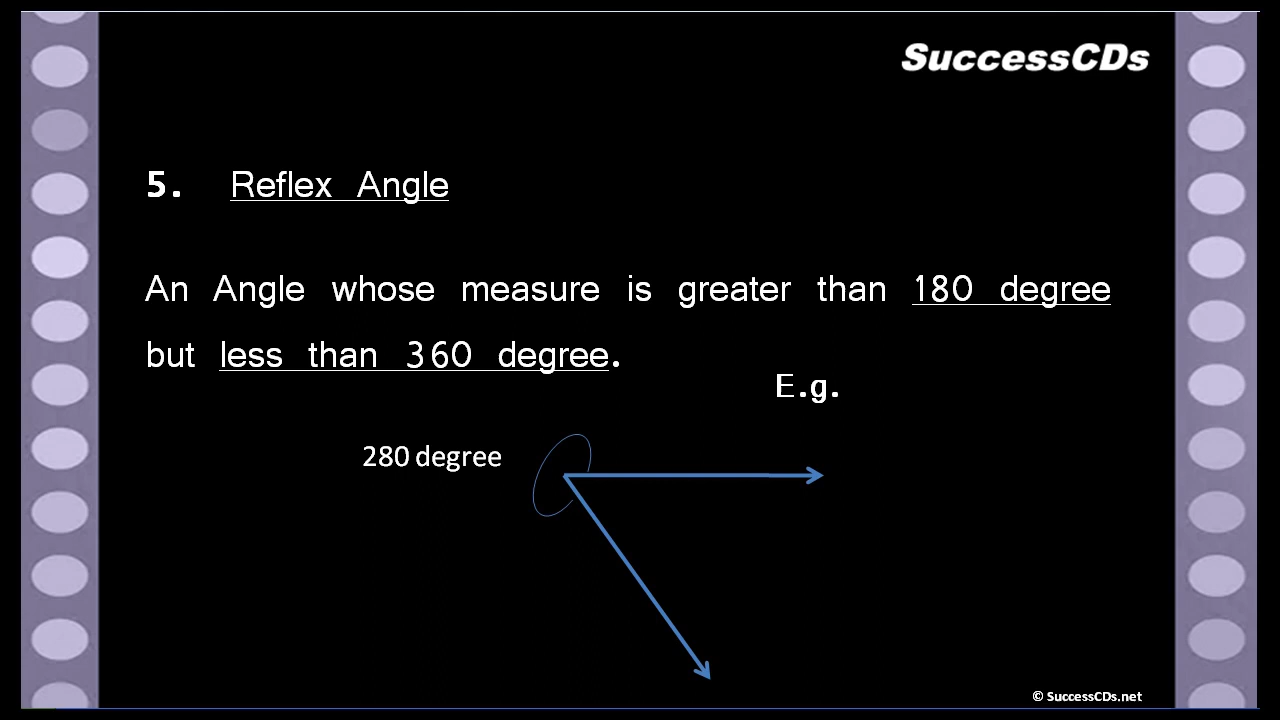 SuccessCDs
5. Reflex Angle
An Angle whose measure is greater than 180 degree
but less than 360 degree.
E.g.
280 degree
© SuccessCDs.net